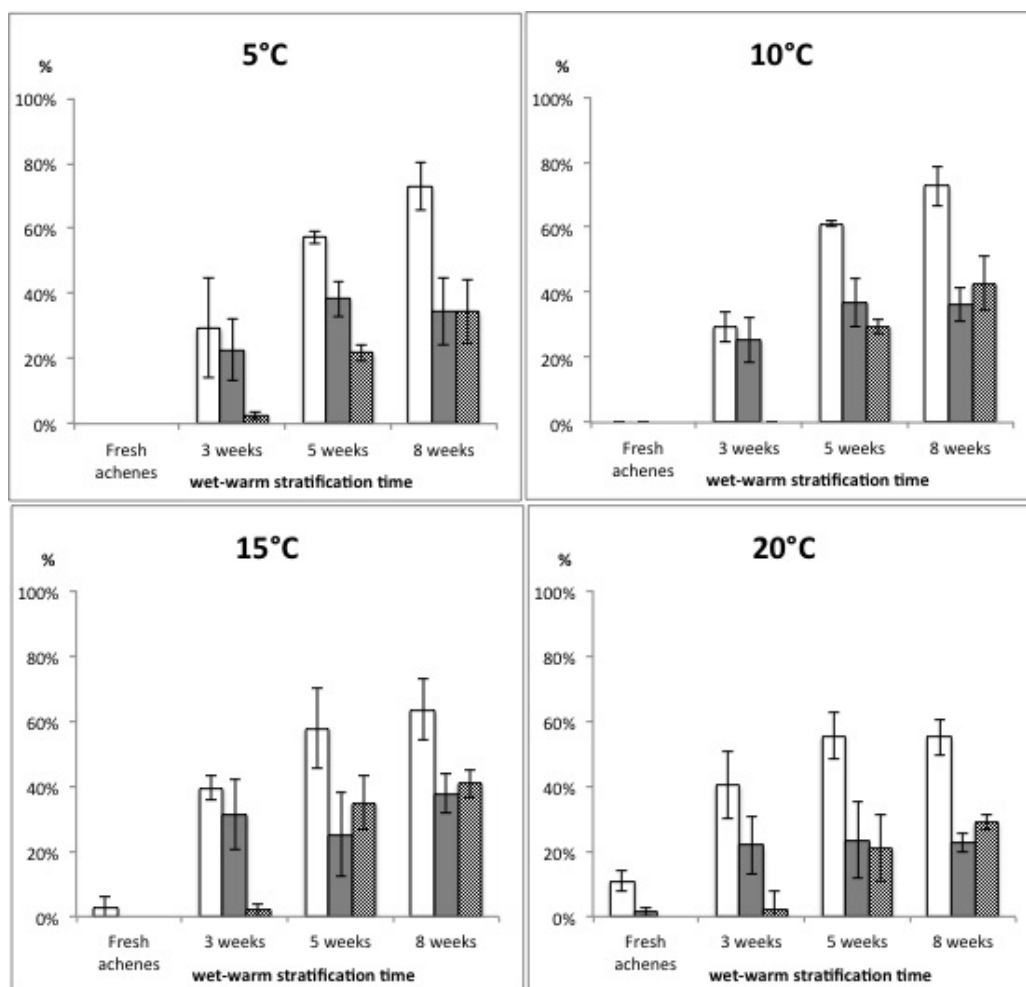 5°C
%
100%
80%
60%
40%
20%
0%
Fresh achenes
3 weeks
5 weeks
8 weeks
wet-warm stratification time
10°C
%
100%
80%
60%
40%
20%
0%
Fresh achenes
3 weeks
5 weeks
8 weeks
wet-warm stratification time
15°C
%
100%
80%
60%
40%
20%
0%
Fresh achenes
3 weeks
5 weeks
8 weeks
wet-warm stratification time
20°C
%
100%
80%
60%
40%
20%
0%
Fresh achenes
3 weeks
5 weeks
8 weeks
wet-warm stratification time